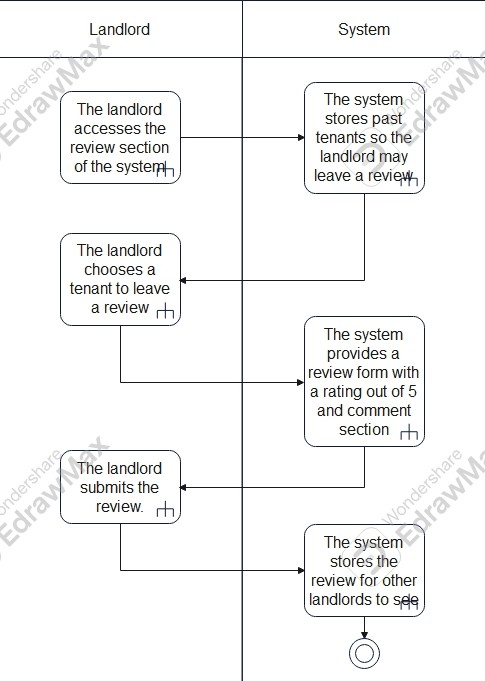 Landlord
System
The landlord
accesses the
review section
of the system
The system
stores past
tenants so the
landlord may
leave a review
The landlord
chooses a
tenant to leave
a review
The system
provides a
review form with
a rating out of 5
and comment
section
The landlord
submits the
review.
The system
stores the
review for other
landlords to see
Wondershare
EdrawMax
Wondershare
EdrawMax
Wondershare
EdrawMax
Wondershare
EdrawMax